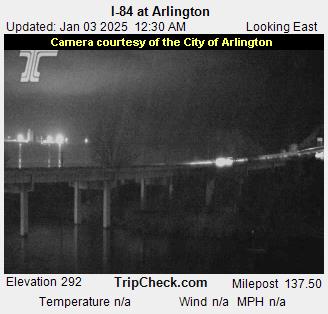 I-84 at Arlington
Updated: Jan 03 2025 12:30 AM Looking East
Camera courtesy of the City of Arlington
Elevation 292 TripCheck.com Milepost 137.50
Temperature n/a Wind n/a MPH n/a